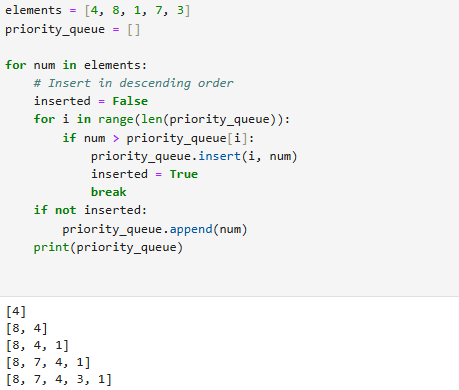 elements = [4, 8, 1, 7, 3]
priority_queue = []

for num in elements:
    # Insert in descending order
    inserted = False
    for i in range(len(priority_queue)):
        if num > priority_queue[i]:
            priority_queue.insert(i, num)
            inserted = True
            break
    if not inserted:
        priority_queue.append(num)
    print(priority_queue)

[4]
[8, 4]
[8, 4, 1]
[8, 7, 4, 1]
[8, 7, 4, 3, 1]